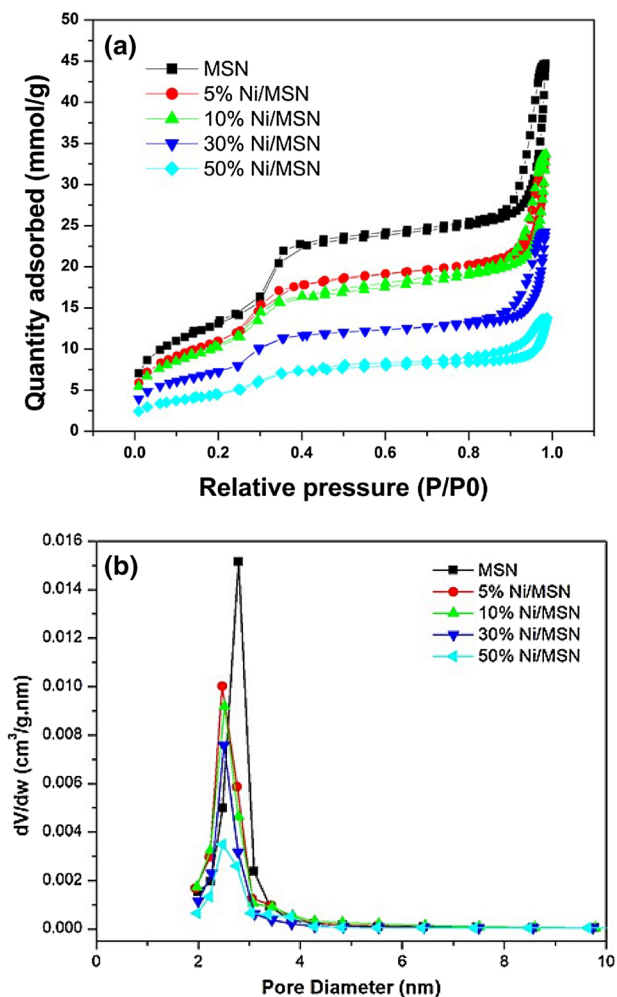 (a)
MSN
5% Ni/MSN
10% Ni/MSN
30% Ni/MSN
50% Ni/MSN
Quantity adsorbed (mmol/g)
50
45
40
35
30
25
20
15
10
5
0
0.0 0.2 0.4 0.6 0.8 1.0
Relative pressure (P/P0)
(b)
MSN
5% Ni/MSN
10% Ni/MSN
30% Ni/MSN
50% Ni/MSN
dV/dw (cm³/g.nm)
0.016
0.014
0.012
0.010
0.008
0.006
0.004
0.002
0.000
0 2 4 6 8 10
Pore Diameter (nm)